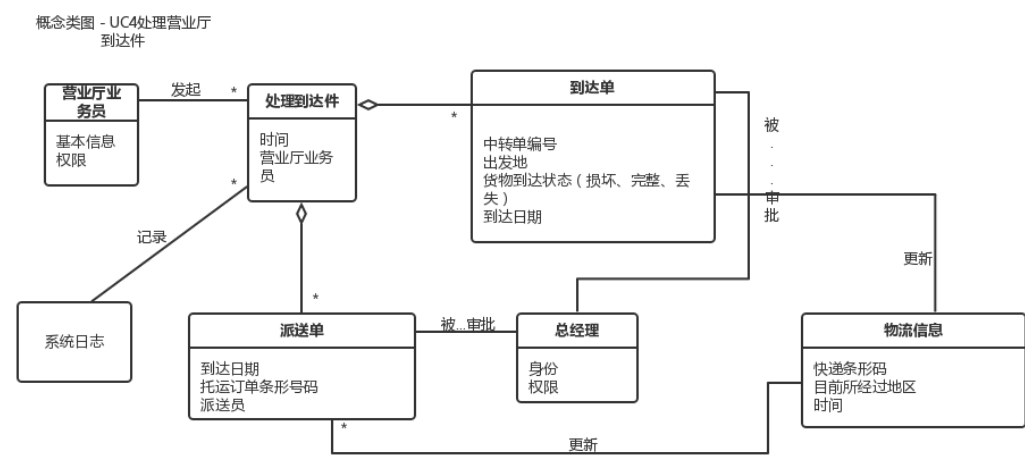 概念类图 - UC4处理营业厅
到达件
营业厅业
务员
基本信息
权限
发起
*
处理到达件
时间
营业厅业务
员
*
*
到达单
中转单编号
出发地
货物到达状态（损坏、完整、丢
失）
到达日期
被
.
.
.
审
批
记录
更新
系统日志
*
派送单
到达日期
托运订单条形号码
派送员
被...审批
总经理
身份
权限
物流信息
快递条形码
目前所经过地区
时间
*
更新